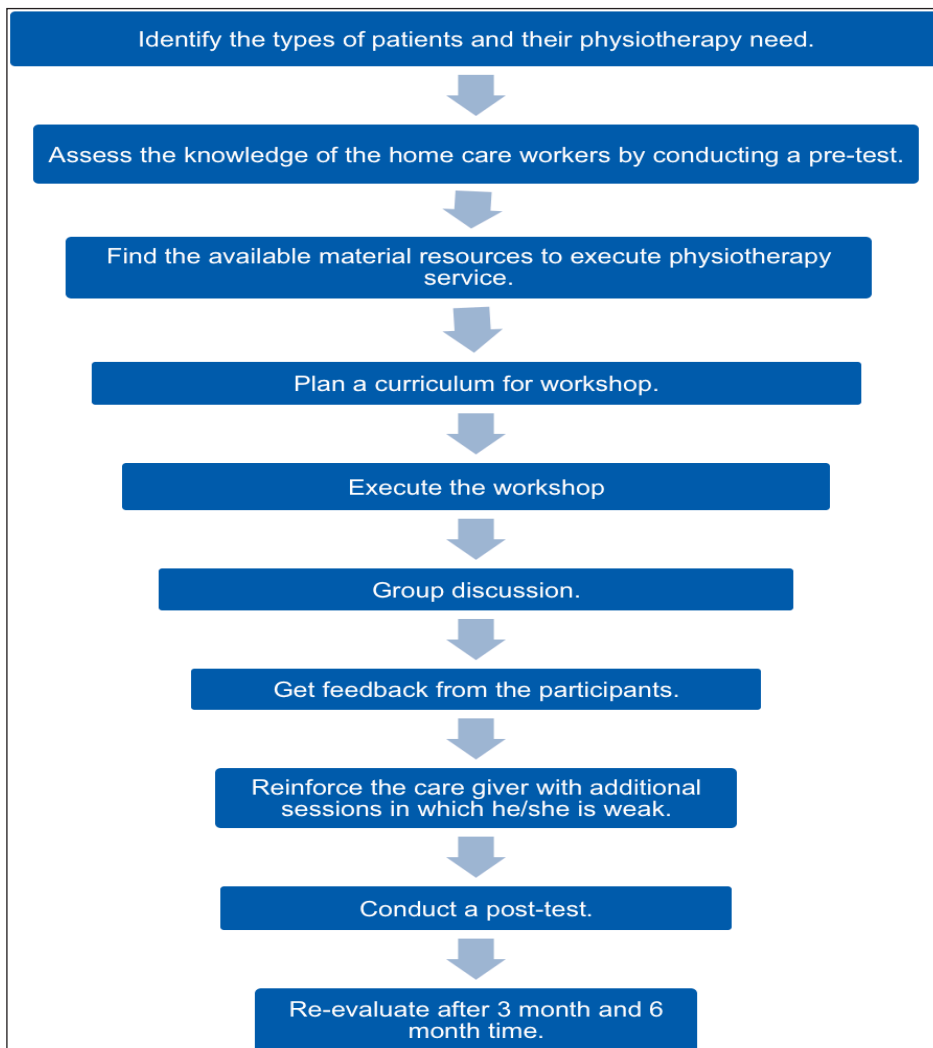 Identify the types of patients and their physiotherapy need.
Assess the knowledge of the home care workers by conducting a pre-test.
Find the available material resources to execute physiotherapy
service.
Plan a curriculum for workshop.
Execute the workshop
Group discussion.
Get feedback from the participants.
Reinforce the care giver with additional
sessions in which he/she is weak.
Conduct a post-test.
Re-evaluate after 3 month and 6
month time.